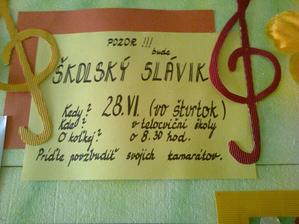 POZOR !!!
bude
ŠKOLSKÝ SLÁVIK
Kedy? 28.VI. (vo štvrtok)
Kde? v telocvični školy
O koľkej? o 8.30 hod.
Príďte povzbudiť svojich kamarátov.